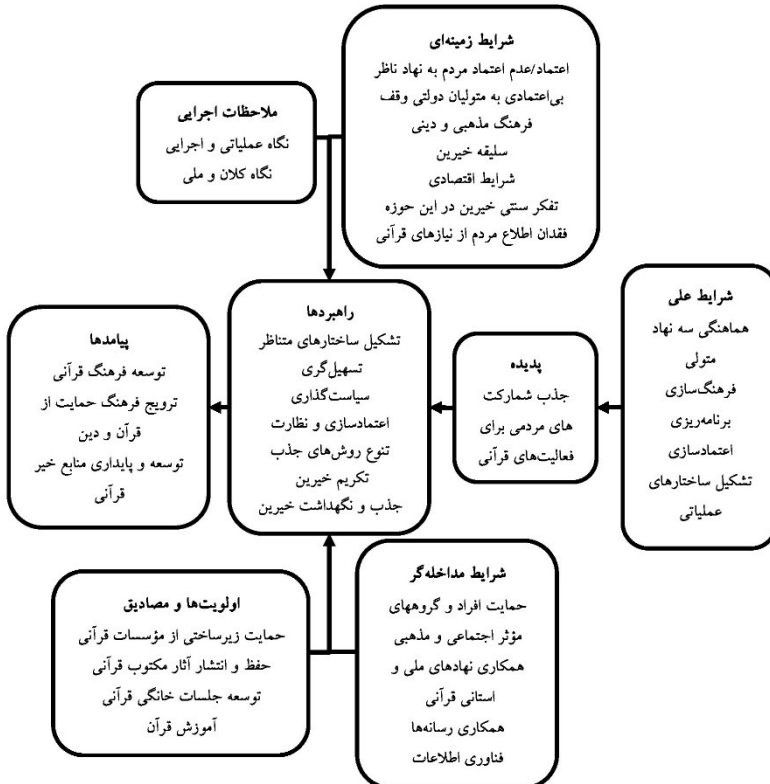 شرایط زمینه‌ای
اعتماد/عدم اعتماد مردم به نهاد ناظر
بی‌اعتمادی به متولیان دولتی وقف
فرهنگ مذهبی و دینی
سلیقه خیرین
شرایط اقتصادی
تفکر سنتی خیرین در این حوزه
فقدان اطلاع مردم از نیازهای قرآنی
ملاحظات اجرایی
نگاه عملیاتی و اجرایی
نگاه کلان و ملی
شرایط علی
هماهنگی سه نهاد
متولی
فرهنگ‌سازی
برنامه‌ریزی
اعتمادسازی
تشکیل ساختارهای
عملیاتی
پدیده
جذب شمارکت
های مردمی برای
فعالیت‌های قرآنی
راهبردها
تشکیل ساختارهای متناظر
تسهیل‌گری
سیاست‌گذاری
اعتمادسازی و نظارت
تنوع روش‌های جذب
تکریم خیرین
جذب و نگهداشت خیرین
پیامدها
توسعه فرهنگ قرآنی
ترویج فرهنگ حمایت از
قرآن و دین
توسعه و پایداری منابع خیر
قرآنی
شرایط مداخله‌گر
حمایت افراد و گروههای
مؤثر اجتماعی و مذهبی
همکاری نهادهای ملی و
استانی قرآنی
همکاری رسانه‌ها
فناوری اطلاعات
اولویت‌ها و مصادیق
حمایت زیرساختی از مؤسسات قرآنی
حفظ و انتشار آثار مکتوب قرآنی
توسعه جلسات خانگی قرآنی
آموزش قرآن